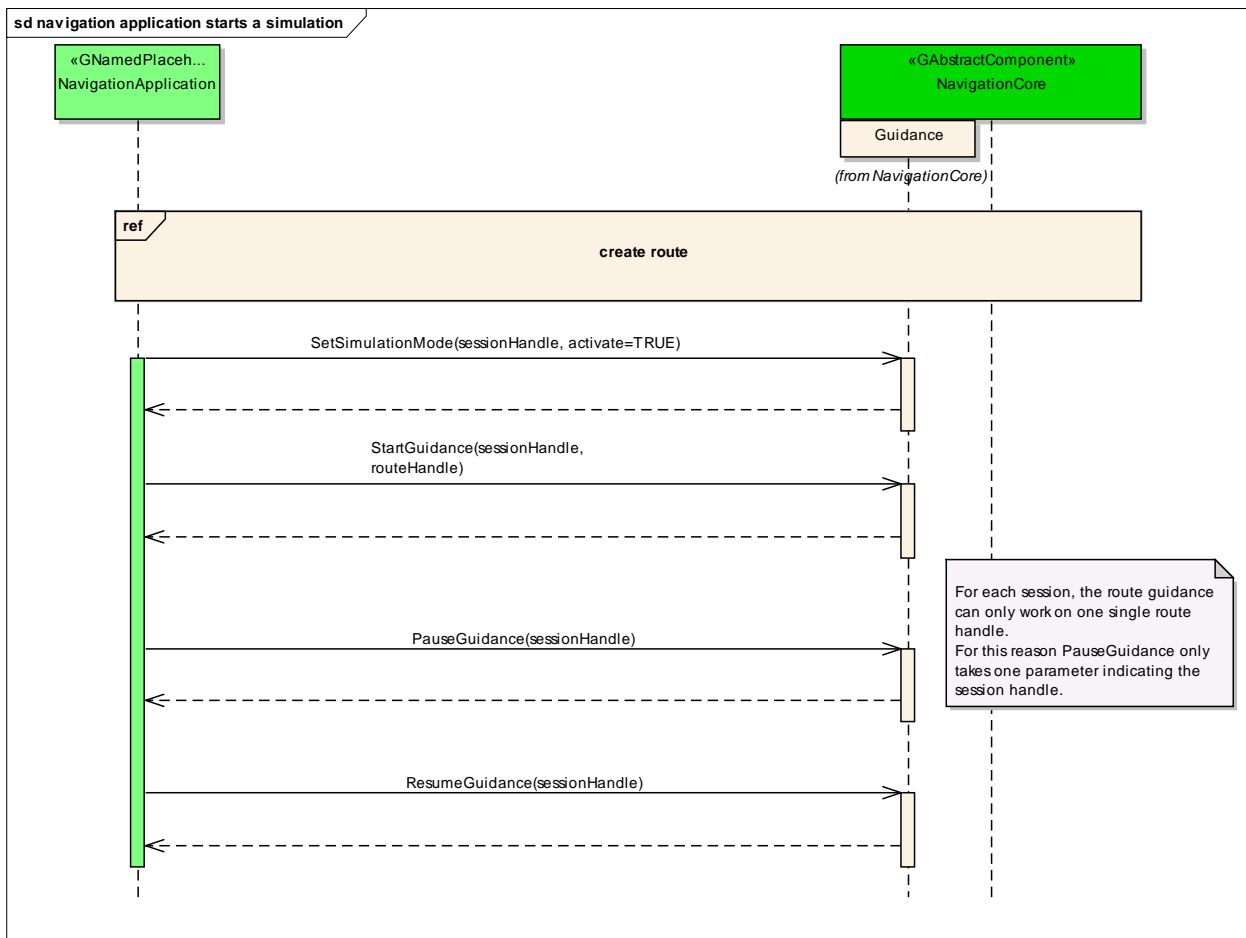 sd navigation application starts a simulation
«GNamedPlaceh...
NavigationApplication
«GAbstractComponent»
NavigationCore
Guidance
(from NavigationCore)
ref
create route
SetSimulationMode(sessionHandle, activate=TRUE)
StartGuidance(sessionHandle,
routeHandle)
For each session, the route guidance
can only work on one single route
handle.
For this reason PauseGuidance only
takes one parameter indicating the
session handle.
PauseGuidance(sessionHandle)
ResumeGuidance(sessionHandle)